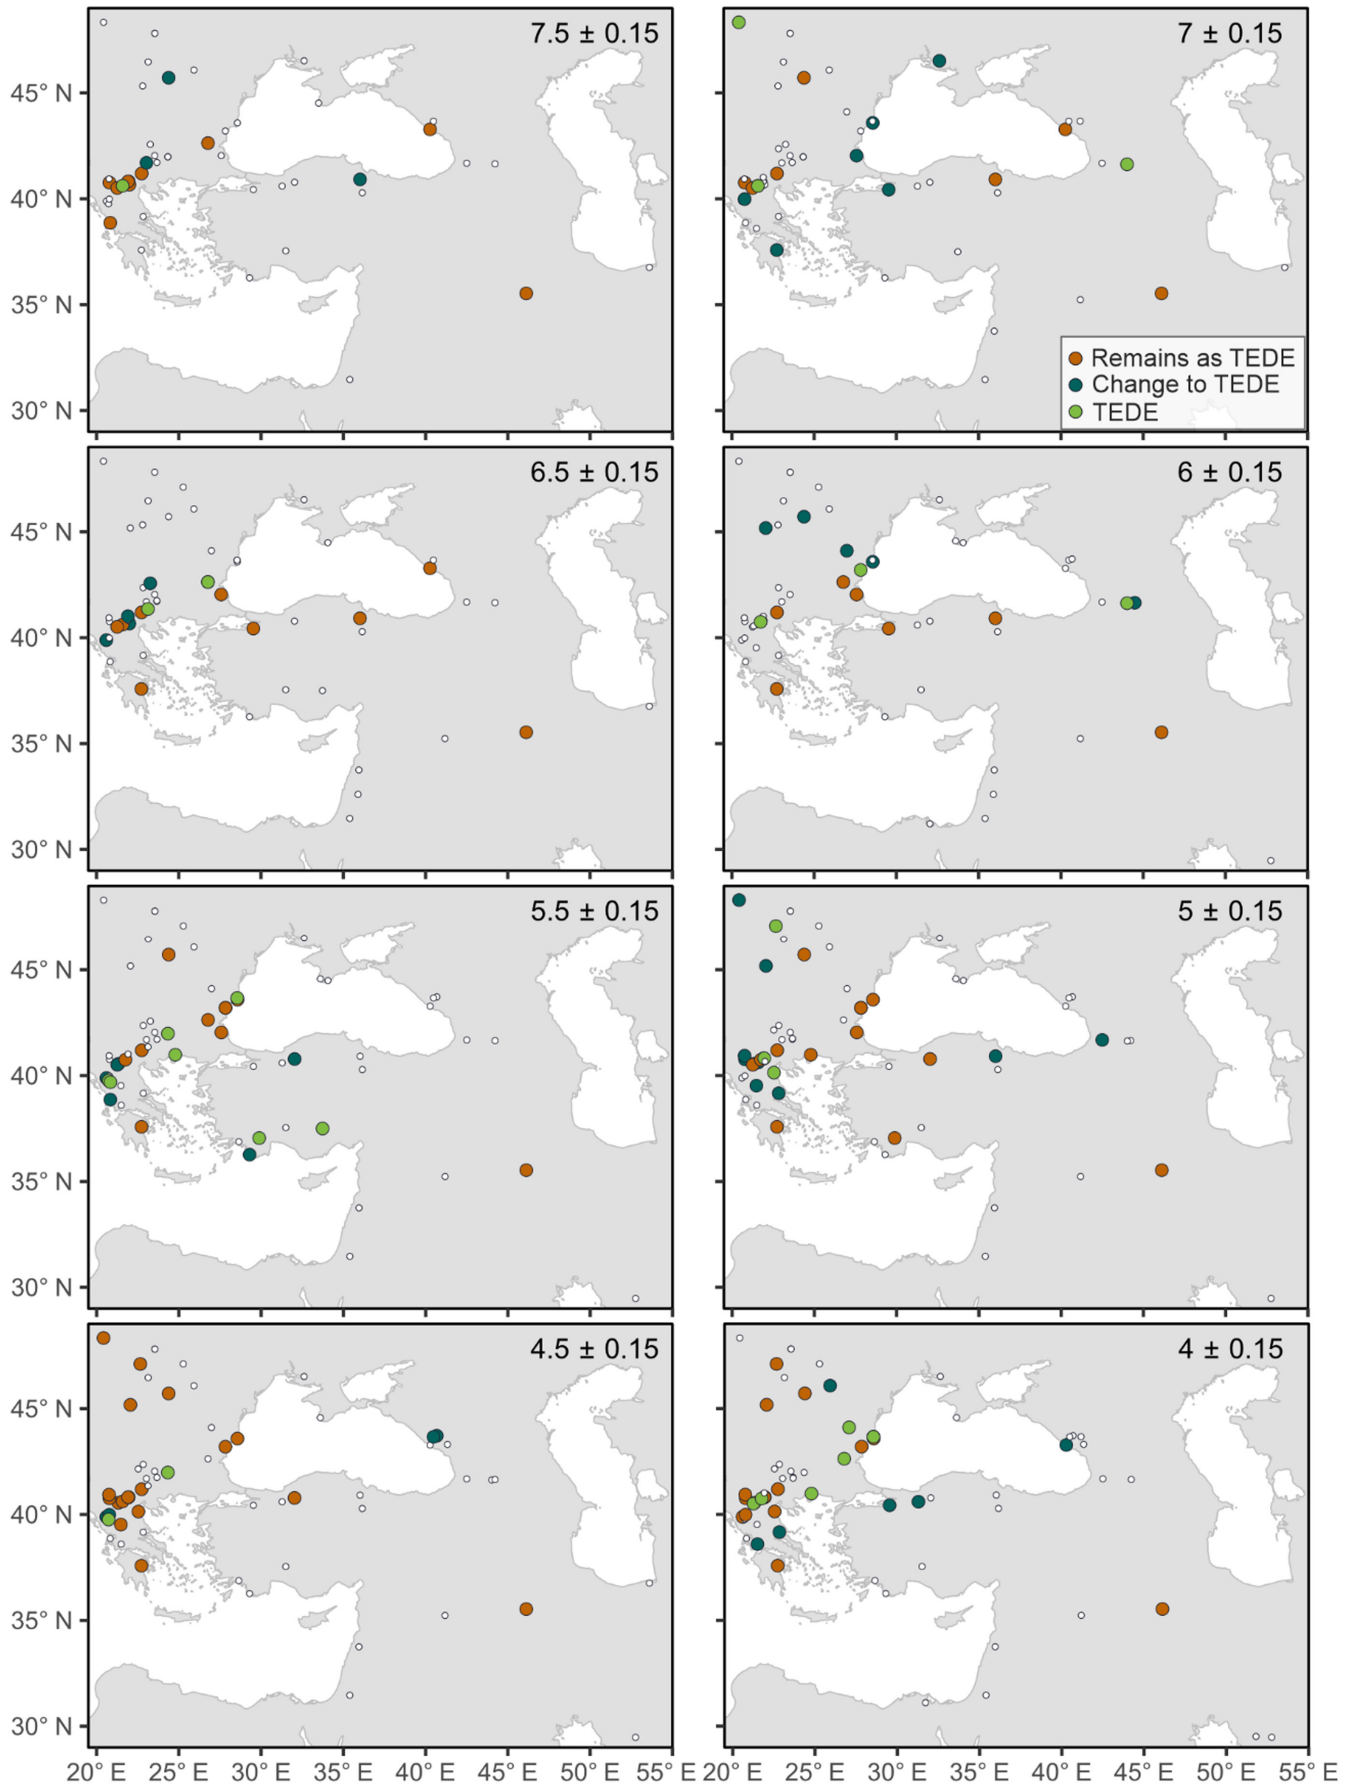 7.5 ± 0.15
7 ± 0.15
45° N
40° N
35° N
30° N
Remains as TEDE
Change to TEDE
TEDE
6.5 ± 0.15
6 ± 0.15
45° N
40° N
35° N
30° N
5.5 ± 0.15
5 ± 0.15
45° N
40° N
35° N
30° N
4.5 ± 0.15
4 ± 0.15
45° N
40° N
35° N
30° N
20° E 25° E 30° E 35° E 40° E 45° E 50° E 55° E 20° E 25° E 30° E 35° E 40° E 45° E 50° E 55° E